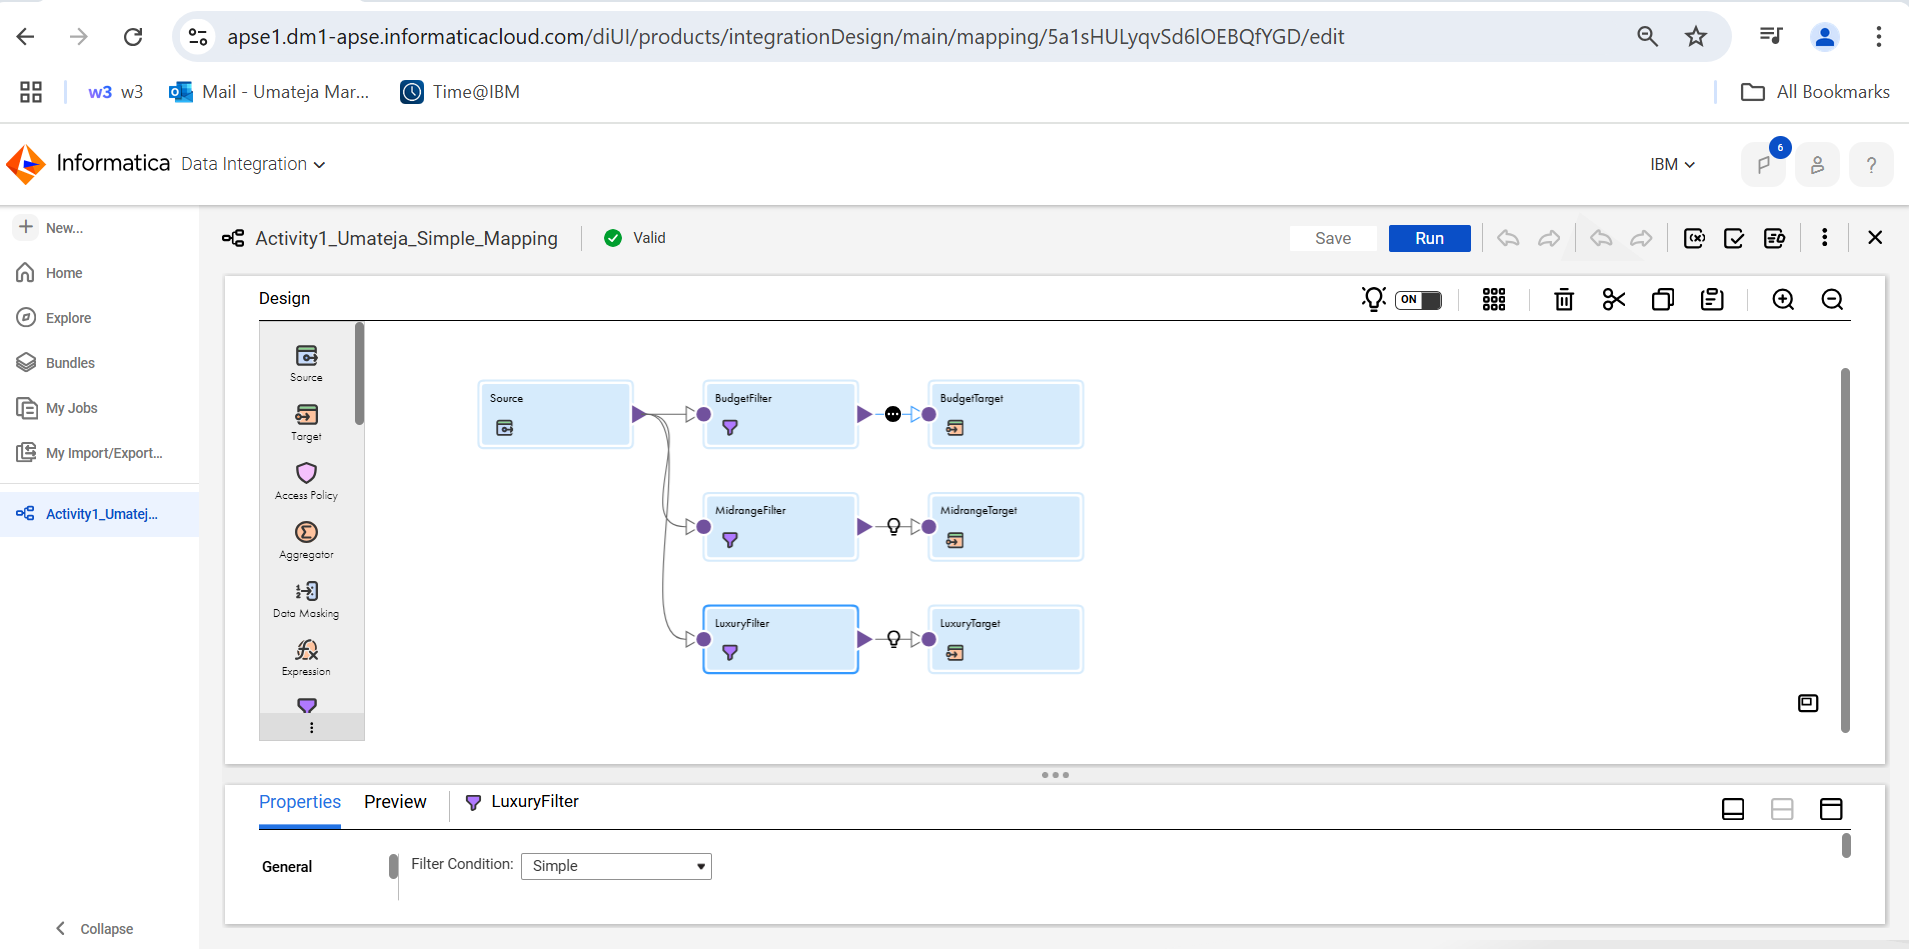 apse1.dm1-apse.informaticacloud.com/diUI/products/integrationDesign/main/mapping/5a1sHULyqvSd6lOEBQfYGD/edit
w3 w3 Mail - Umateja Mar... Time@IBM All Bookmarks
Informatica Data Integration IBM 6 ?
New...
Home
Explore
Bundles
My Jobs
My Import/Export...
Activity1_Umatej...
Collapse
Activity1_Umateja_Simple_Mapping Valid Save Run
Design ON
Source
Target
Access Policy
Aggregator
Data Masking
Expression
Source BudgetFilter BudgetTarget
MidrangeFilter MidrangeTarget
LuxuryFilter LuxuryTarget
Properties Preview LuxuryFilter
General Filter Condition: Simple